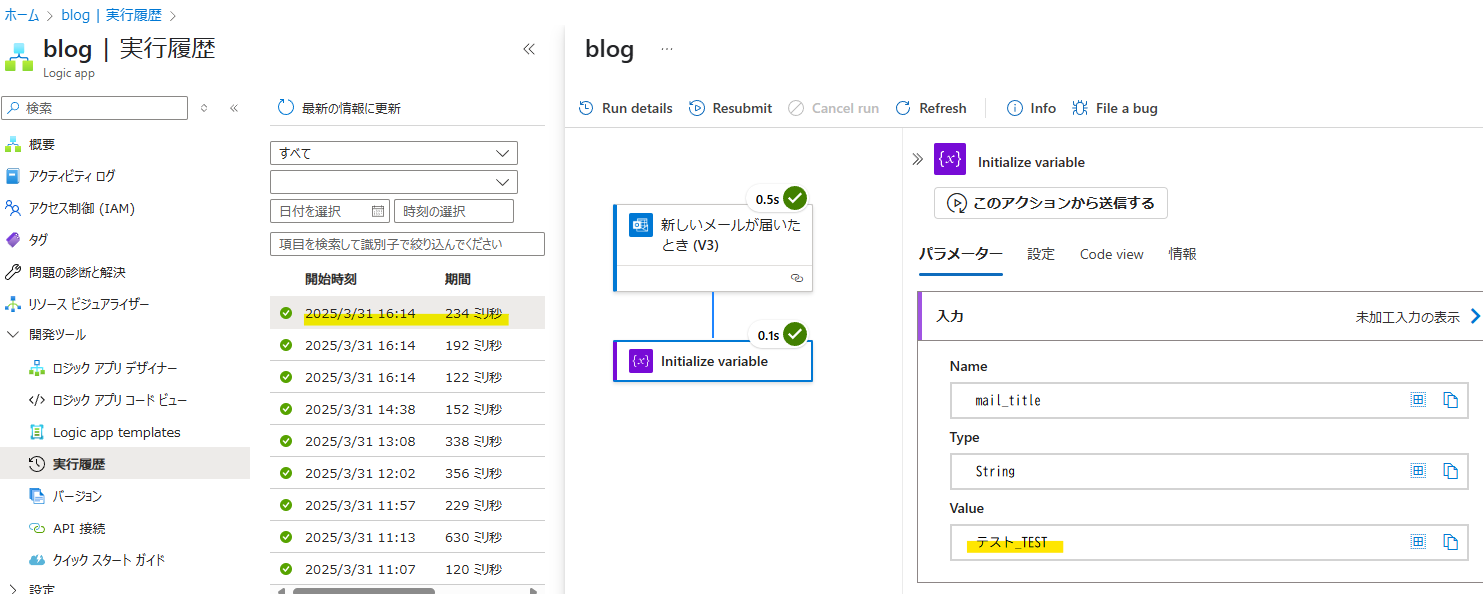 ホーム > blog | 実行履歴 >
blog | 実行履歴
Logic app
検索
概要
アクティビティ ログ
アクセス制御 (IAM)
タグ
問題の診断と解決
リソース ビジュアライザー
開発ツール
ロジック アプリ デザイナー
</> ロジック アプリ コード ビュー
Logic app templates
実行履歴
バージョン
API 接続
クイック スタート ガイド
設定
最新の情報に更新
すべて
日付を選択 時刻の選択
項目を検索して識別子で絞り込んでください
開始時刻 期間
2025/3/31 16:14 234 ミリ秒
2025/3/31 16:14 192 ミリ秒
2025/3/31 16:14 122 ミリ秒
2025/3/31 14:38 152 ミリ秒
2025/3/31 13:08 338 ミリ秒
2025/3/31 12:02 356 ミリ秒
2025/3/31 11:57 229 ミリ秒
2025/3/31 11:13 630 ミリ秒
2025/3/31 11:07 120 ミリ秒
blog ...
Run details Resubmit Cancel run Refresh Info File a bug
0.5s
新しいメールが届いた
とき (V3)
0.1s
{x} Initialize variable
{x} Initialize variable
このアクションから送信する
パラメーター 設定 Code view 情報
入力 未加工入力の表示
Name
mail_title
Type
String
Value
テスト_TEST